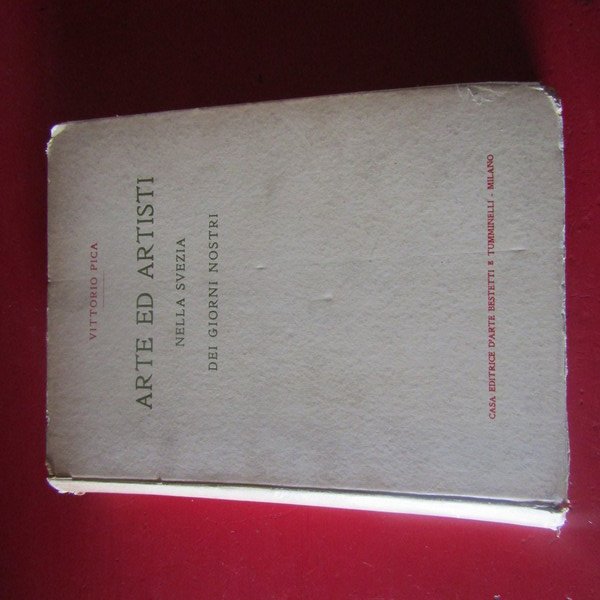 VITTORIO PICA
ARTE ED ARTISTI
NELLA SVEZIA
DEI GIORNI NOSTRI
CASA EDITRICE D'ARTE BESTETTI E TUMMINELLI - MILANO